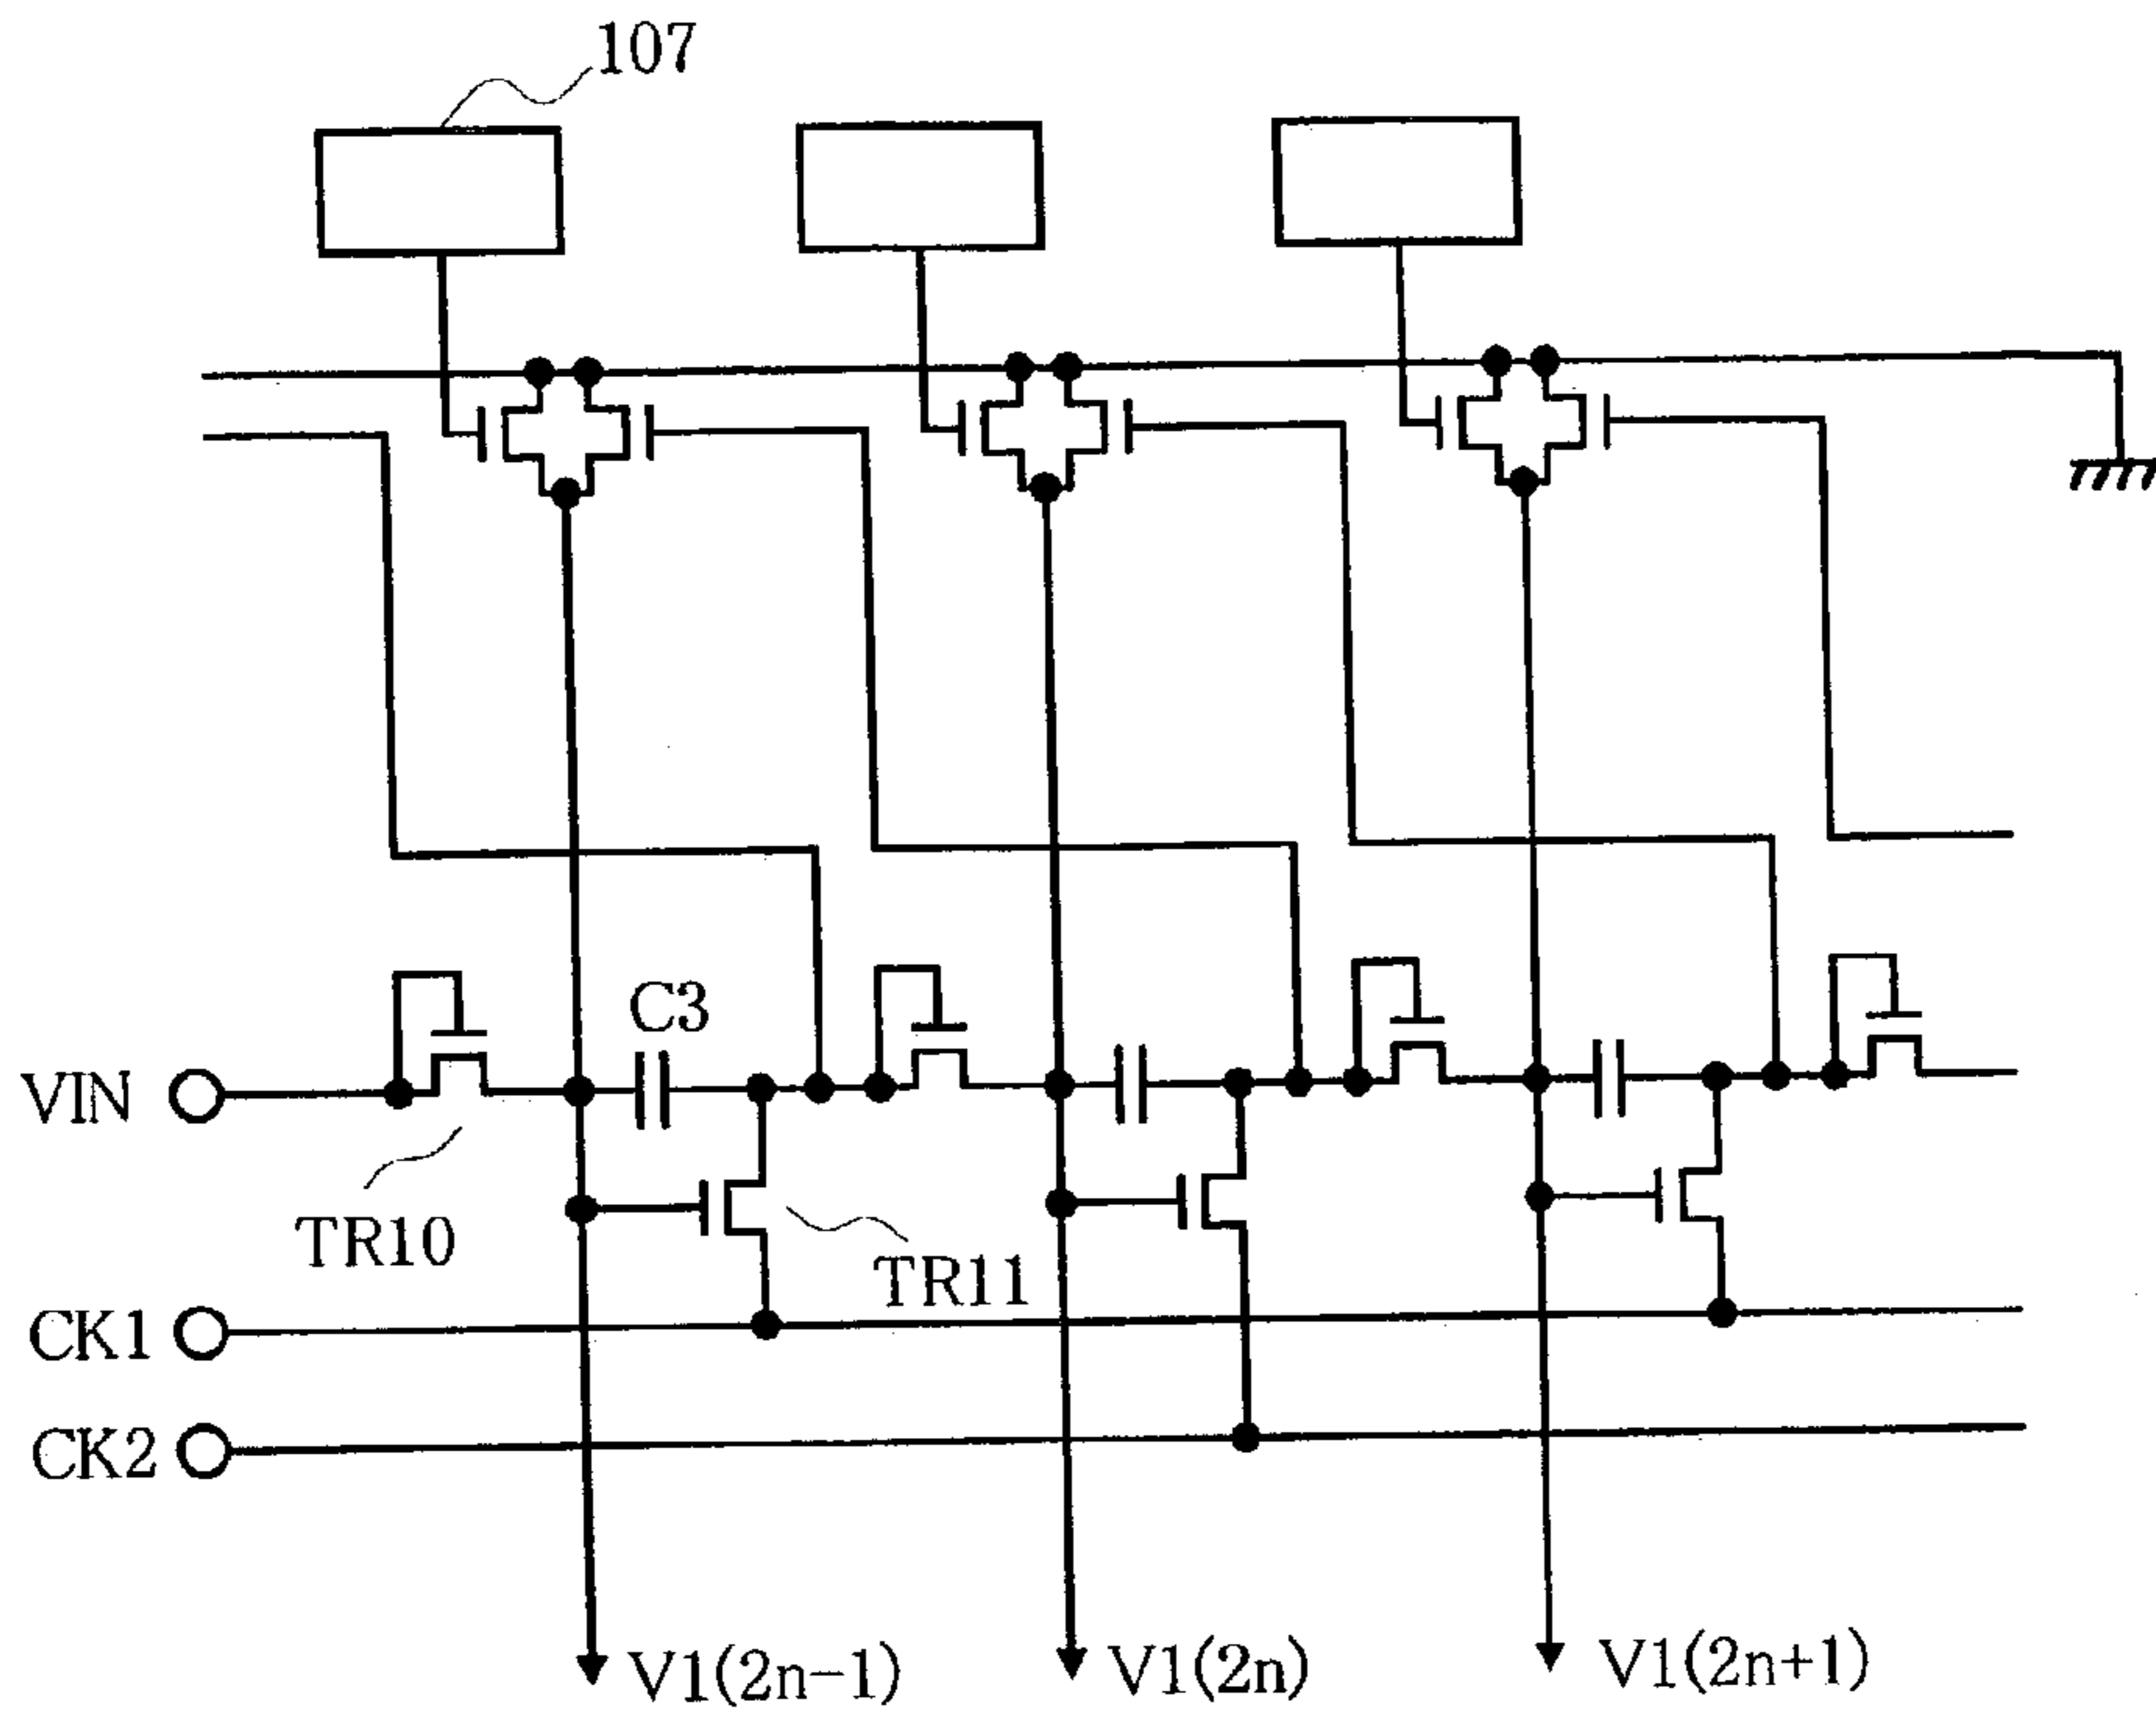 107
C3
VIN
TR10
TR11
CK1
CK2
V1(2n-1)
V1(2n)
V1(2n+1)